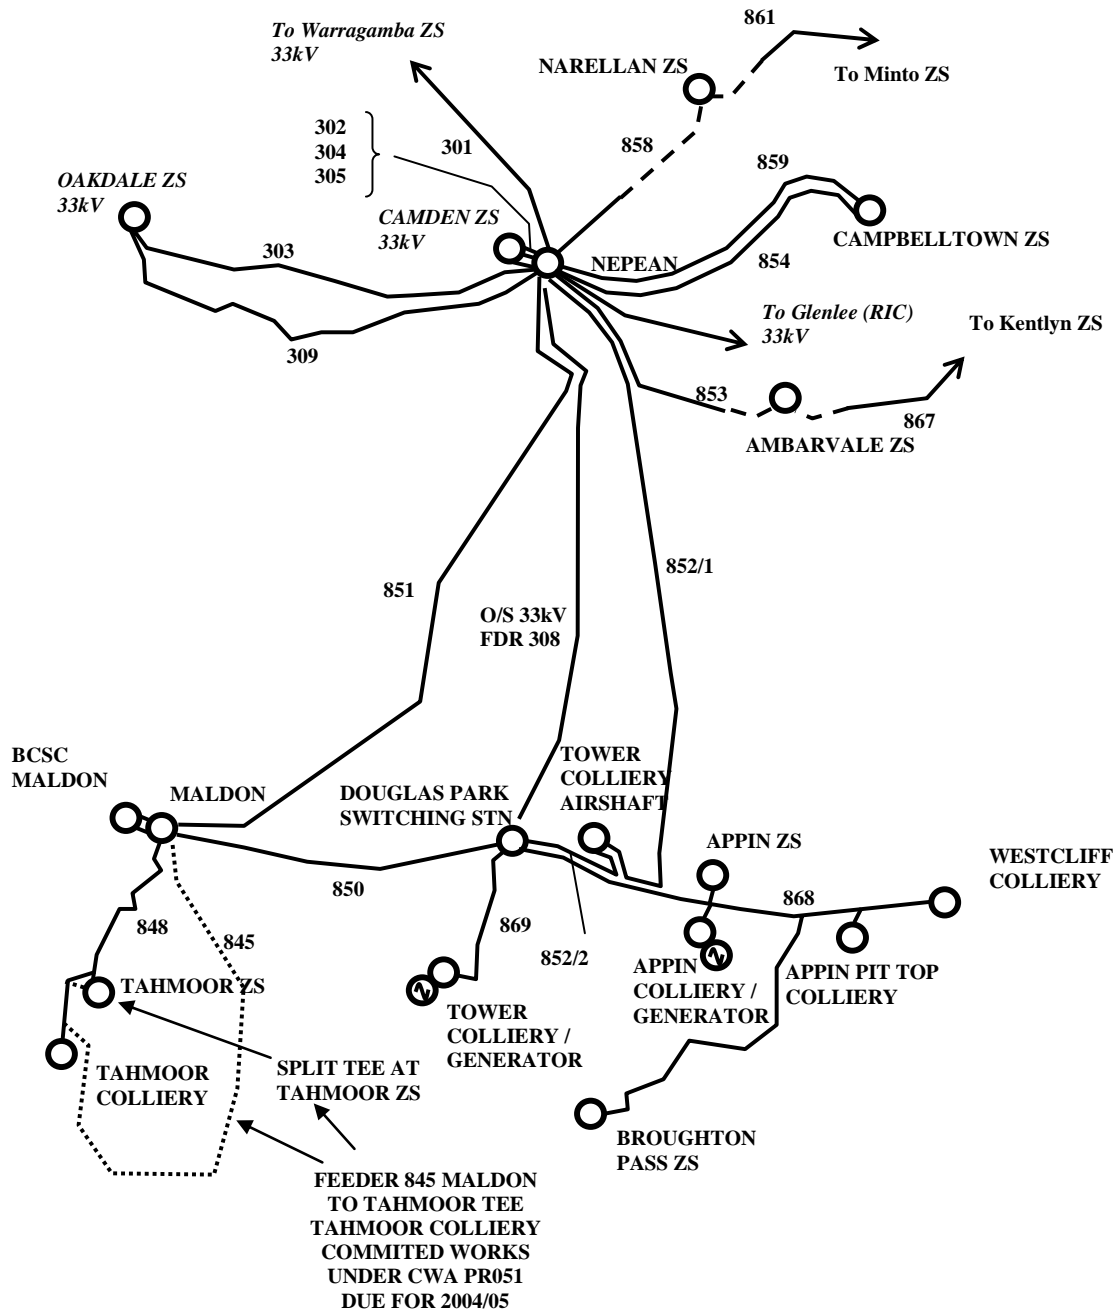 To Warragamba ZS
33kV
861
NARELLAN ZS
To Minto ZS
302
304
305
301
858
859
OAKDALE ZS
33kV
CAMDEN ZS
33kV
CAMPBELLTOWN ZS
303
NEPEAN
854
To Glenlee (RIC)
33kV
To Kentlyn ZS
309
853
867
AMBARVALE ZS
851
852/1
O/S 33kV
FDR 308
BCSC
MALDON
MALDON
DOUGLAS PARK
SWITCHING STN
TOWER
COLLIERY
AIRSHAFT
APPIN ZS
WESTCLIFF
COLLIERY
850
868
848
845
869
852/2
TAHMOOR ZS
APPIN
COLLIERY /
GENERATOR
APPIN PIT TOP
COLLIERY
TOWER
COLLIERY /
GENERATOR
TAHMOOR
COLLIERY
SPLIT TEE AT
TAHMOOR ZS
BROUGHTON
PASS ZS
FEEDER 845 MALDON
TO TAHMOOR TEE
TAHMOOR COLLIERY
COMMITED WORKS
UNDER CWA PR051
DUE FOR 2004/05